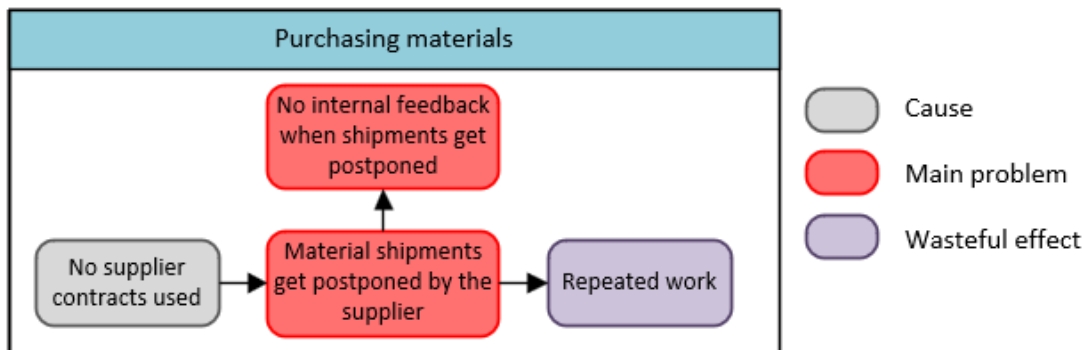 Purchasing materials
No internal feedback
when shipments get
postponed
No supplier
contracts used
Material shipments
get postponed by the
supplier
Repeated work
Cause
Main problem
Wasteful effect